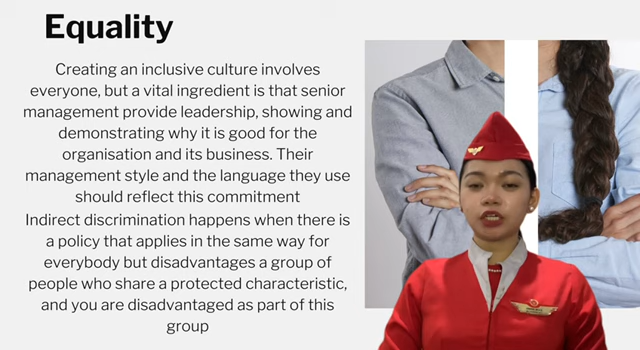 Equality
Creating an inclusive culture involves
everyone, but a vital ingredient is that senior
management provide leadership, showing and
demonstrating why it is good for the
organisation and its business. Their
management style and the language they use
should reflect this commitment
Indirect discrimination happens when there is
a policy that applies in the same way for
everybody but disadvantages a group of
people who share a protected characteristic,
and you are disadvantaged as part of this
group